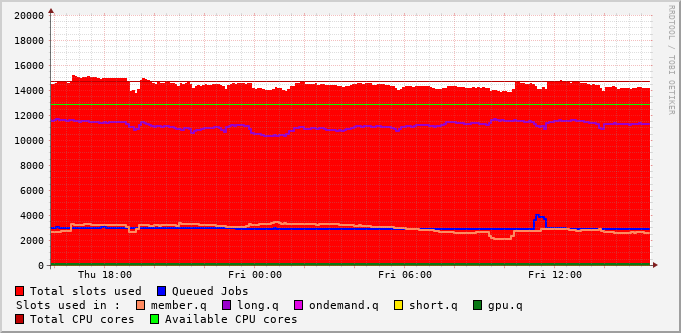 RRDTOOL / TOBI OETIKER
20000
18000
16000
14000
12000
10000
8000
6000
4000
2000
0
Thu 18:00 Fri 00:00 Fri 06:00 Fri 12:00
Total slots used Queued Jobs
Slots used in : member.q long.q ondemand.q short.q gpu.q
Total CPU cores Available CPU cores